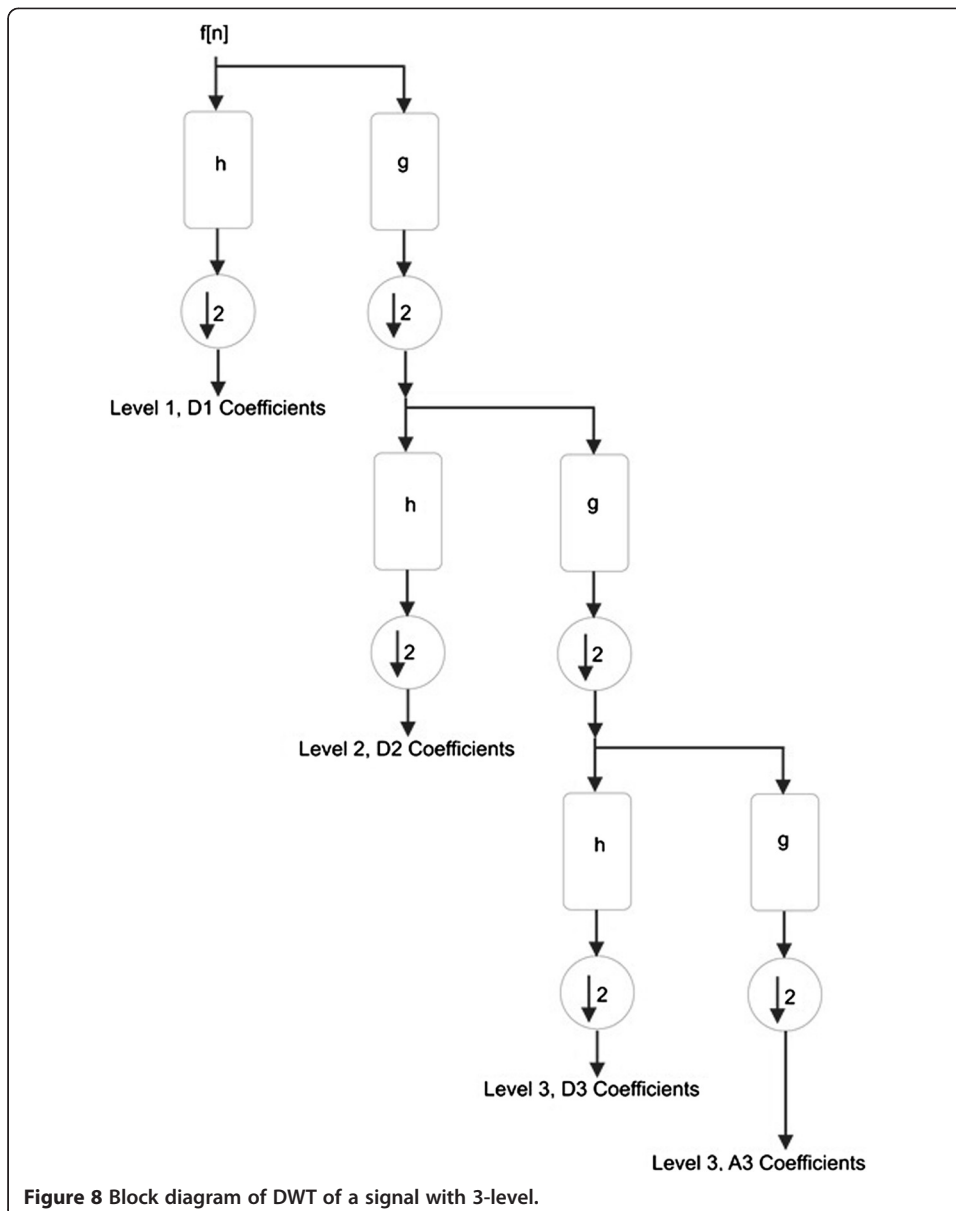 f[n]
h
g
2
2
Level 1, D1 Coefficients
h
g
2
2
Level 2, D2 Coefficients
h
g
2
2
Level 3, D3 Coefficients
Level 3, A3 Coefficients
Figure 8 Block diagram of DWT of a signal with 3-level.